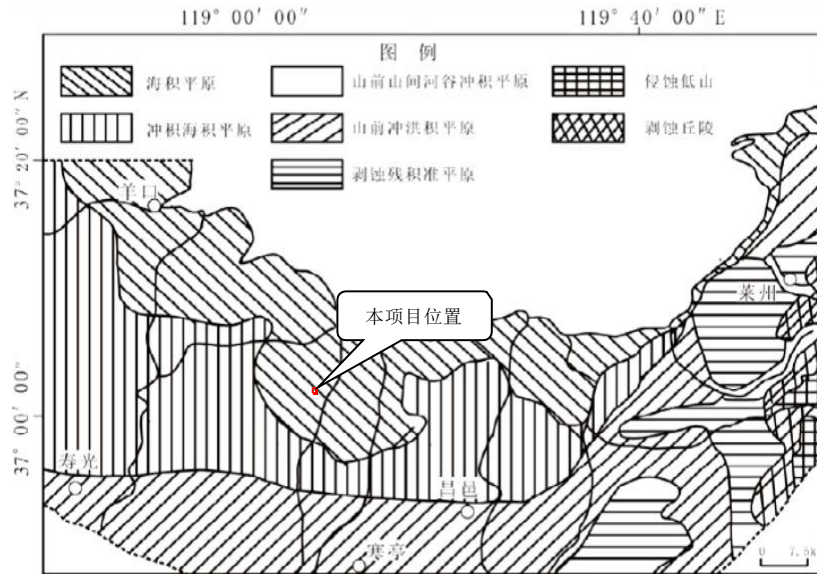 119° 00′ 00″
119° 40′ 00″ E
图 例
海积平原
山前山间河谷冲积平原
侵蚀低山
冲积海积平原
山前冲洪积平原
剥蚀丘陵
剥蚀残积准平原
37° 20′ 00″ N
羊口
莱州
本项目位置
37° 00′ 00″
寿光
昌邑
寒亭
0 7.5k